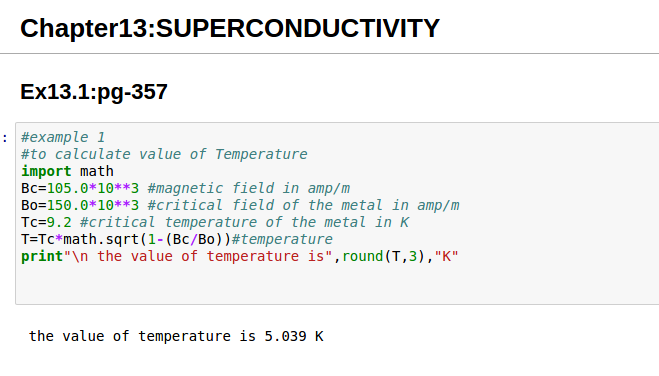 Chapter13:SUPERCONDUCTIVITY
Ex13.1:pg-357
:
#example 1
#to calculate value of Temperature
import math
Bc=105.0*10**3 #magnetic field in amp/m
Bo=150.0*10**3 #critical field of the metal in amp/m
Tc=9.2 #critical temperature of the metal in K
T=Tc*math.sqrt(1-(Bc/Bo))#temperature
print"\n the value of temperature is",round(T,3),"K"
the value of temperature is 5.039 K